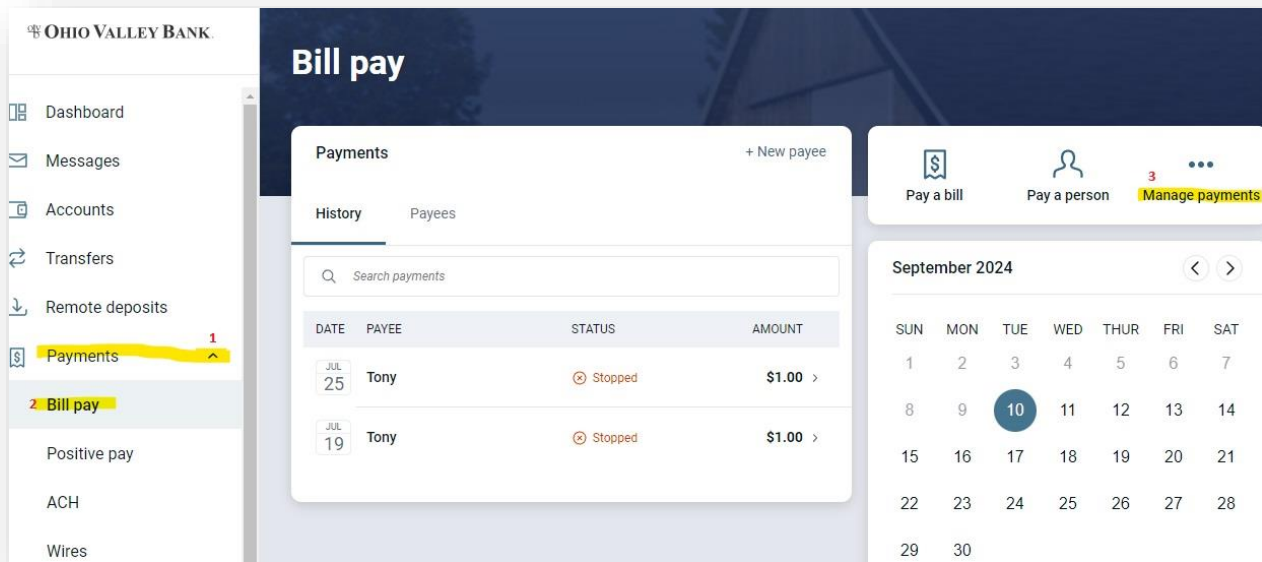 OHIO VALLEY BANK.
Dashboard
Messages
Accounts
Transfers
Remote deposits
1
Payments
2 Bill pay
Positive pay
ACH
Wires
Bill pay
Payments
+ New payee
History Payees
Search payments
DATE PAYEE STATUS AMOUNT
JUL
25 Tony Stopped $1.00 >
JUL
19 Tony Stopped $1.00 >
$
Pay a bill
Pay a person
3
Manage payments
September 2024
SUN MON TUE WED THUR FRI SAT
1 2 3 4 5 6 7
8 9 10 11 12 13 14
15 16 17 18 19 20 21
22 23 24 25 26 27 28
29 30